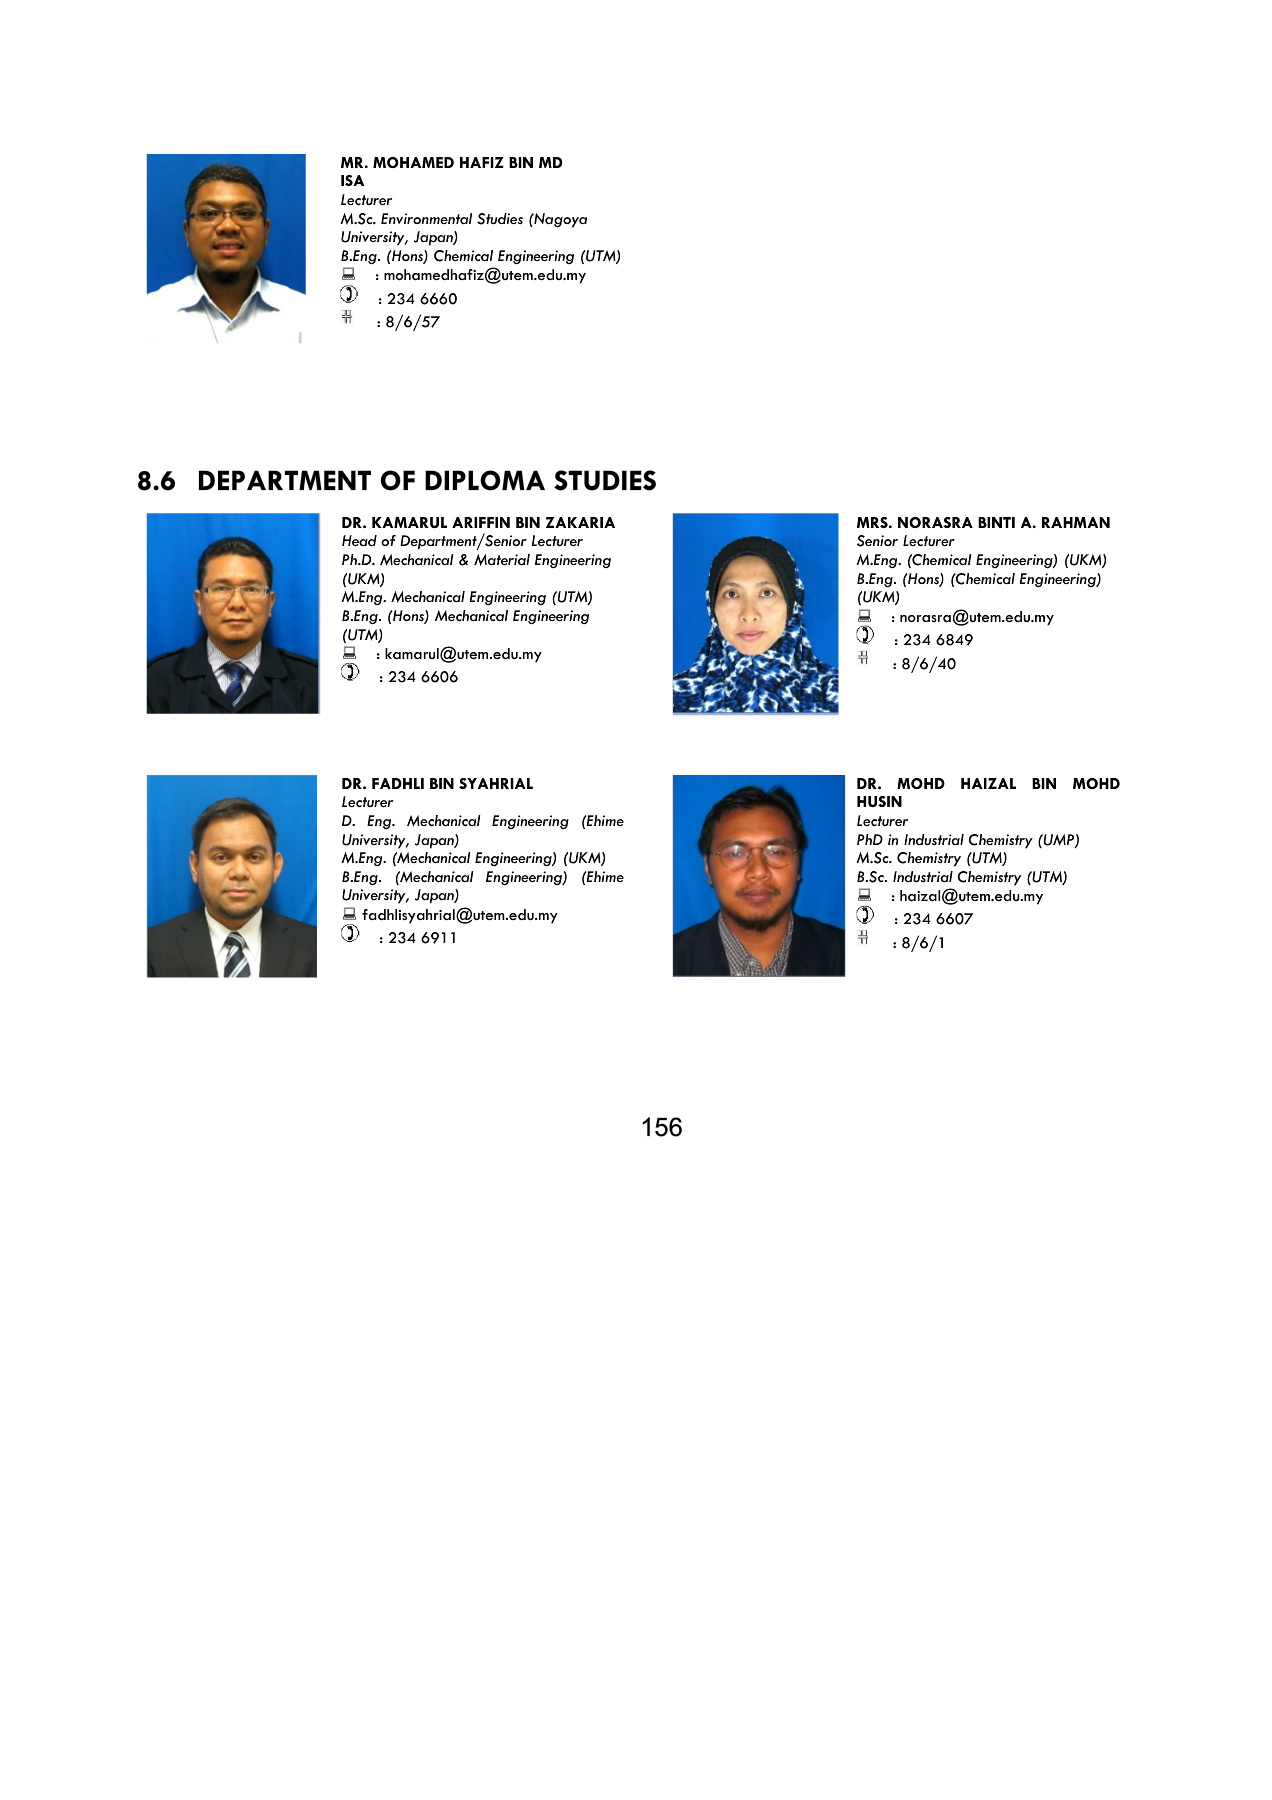 MR. MOHAMED HAFIZ BIN MD
ISA
Lecturer
M.Sc. Environmental Studies (Nagoya
University, Japan)
B.Eng. (Hons) Chemical Engineering (UTM)
: mohamedhafiz@utem.edu.my
: 234 6660
: 8/6/57
8.6 DEPARTMENT OF DIPLOMA STUDIES
DR. KAMARUL ARIFFIN BIN ZAKARIA
Head of Department/Senior Lecturer
Ph.D. Mechanical & Material Engineering
(UKM)
M.Eng. Mechanical Engineering (UTM)
B.Eng. (Hons) Mechanical Engineering
(UTM)
: kamarul@utem.edu.my
: 234 6606
MRS. NORASRA BINTI A. RAHMAN
Senior Lecturer
M.Eng. (Chemical Engineering) (UKM)
B.Eng. (Hons) (Chemical Engineering)
(UKM)
: norasra@utem.edu.my
: 234 6849
: 8/6/40
DR. FADHLI BIN SYAHRIAL
Lecturer
D. Eng. Mechanical Engineering (Ehime
University, Japan)
M.Eng. (Mechanical Engineering) (UKM)
B.Eng. (Mechanical Engineering) (Ehime
University, Japan)
fadhlisyahrial@utem.edu.my
: 234 6911
DR. MOHD HAIZAL BIN MOHD
HUSIN
Lecturer
PhD in Industrial Chemistry (UMP)
M.Sc. Chemistry (UTM)
B.Sc. Industrial Chemistry (UTM)
: haizal@utem.edu.my
: 234 6607
: 8/6/1
156